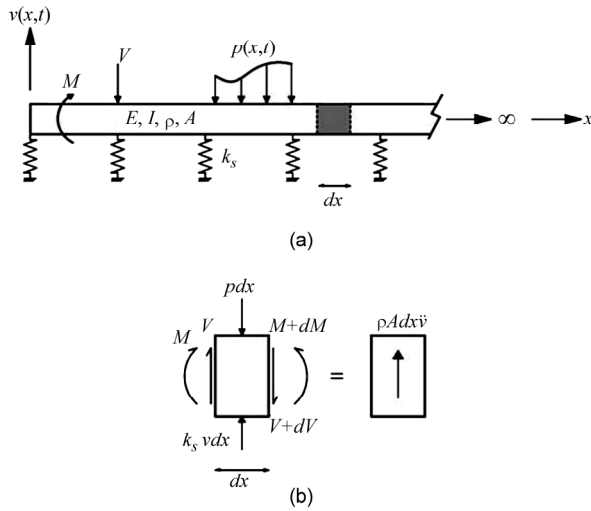 v(x,t)
V
p(x,t)
M
E, I, ρ, A
∞
x
k_s
dx
(a)
pdx
V
M+dM
M
ρAdxv̈
=
V+dV
k_s vdx
dx
(b)